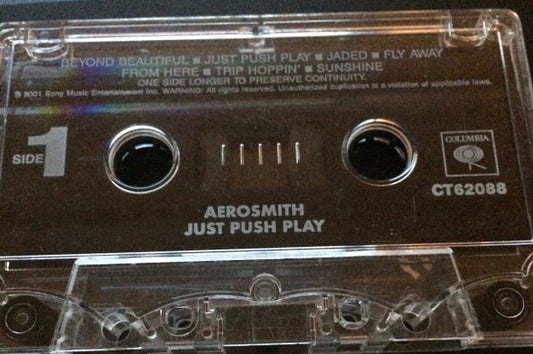 BEYOND BEAUTIFUL ■ JUST PUSH PLAY ■ JADED ■ FLY AWAY
FROM HERE ■ TRIP HOPPIN' ■ SUNSHINE
ONE SIDE LONGER TO PRESERVE CONTINUITY.
℗ 2001 Sony Music Entertainment Inc. WARNING: All rights reserved. Unauthorized duplication is a violation of applicable laws.
SIDE 1
COLUMBIA
CT62088
AEROSMITH
JUST PUSH PLAY